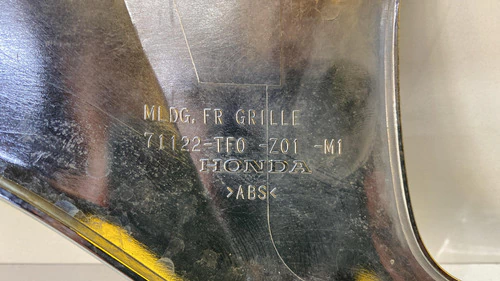 MLDG, FR GRILLE
71122-TF0 -Z01 -M1
HONDA
>ABS<